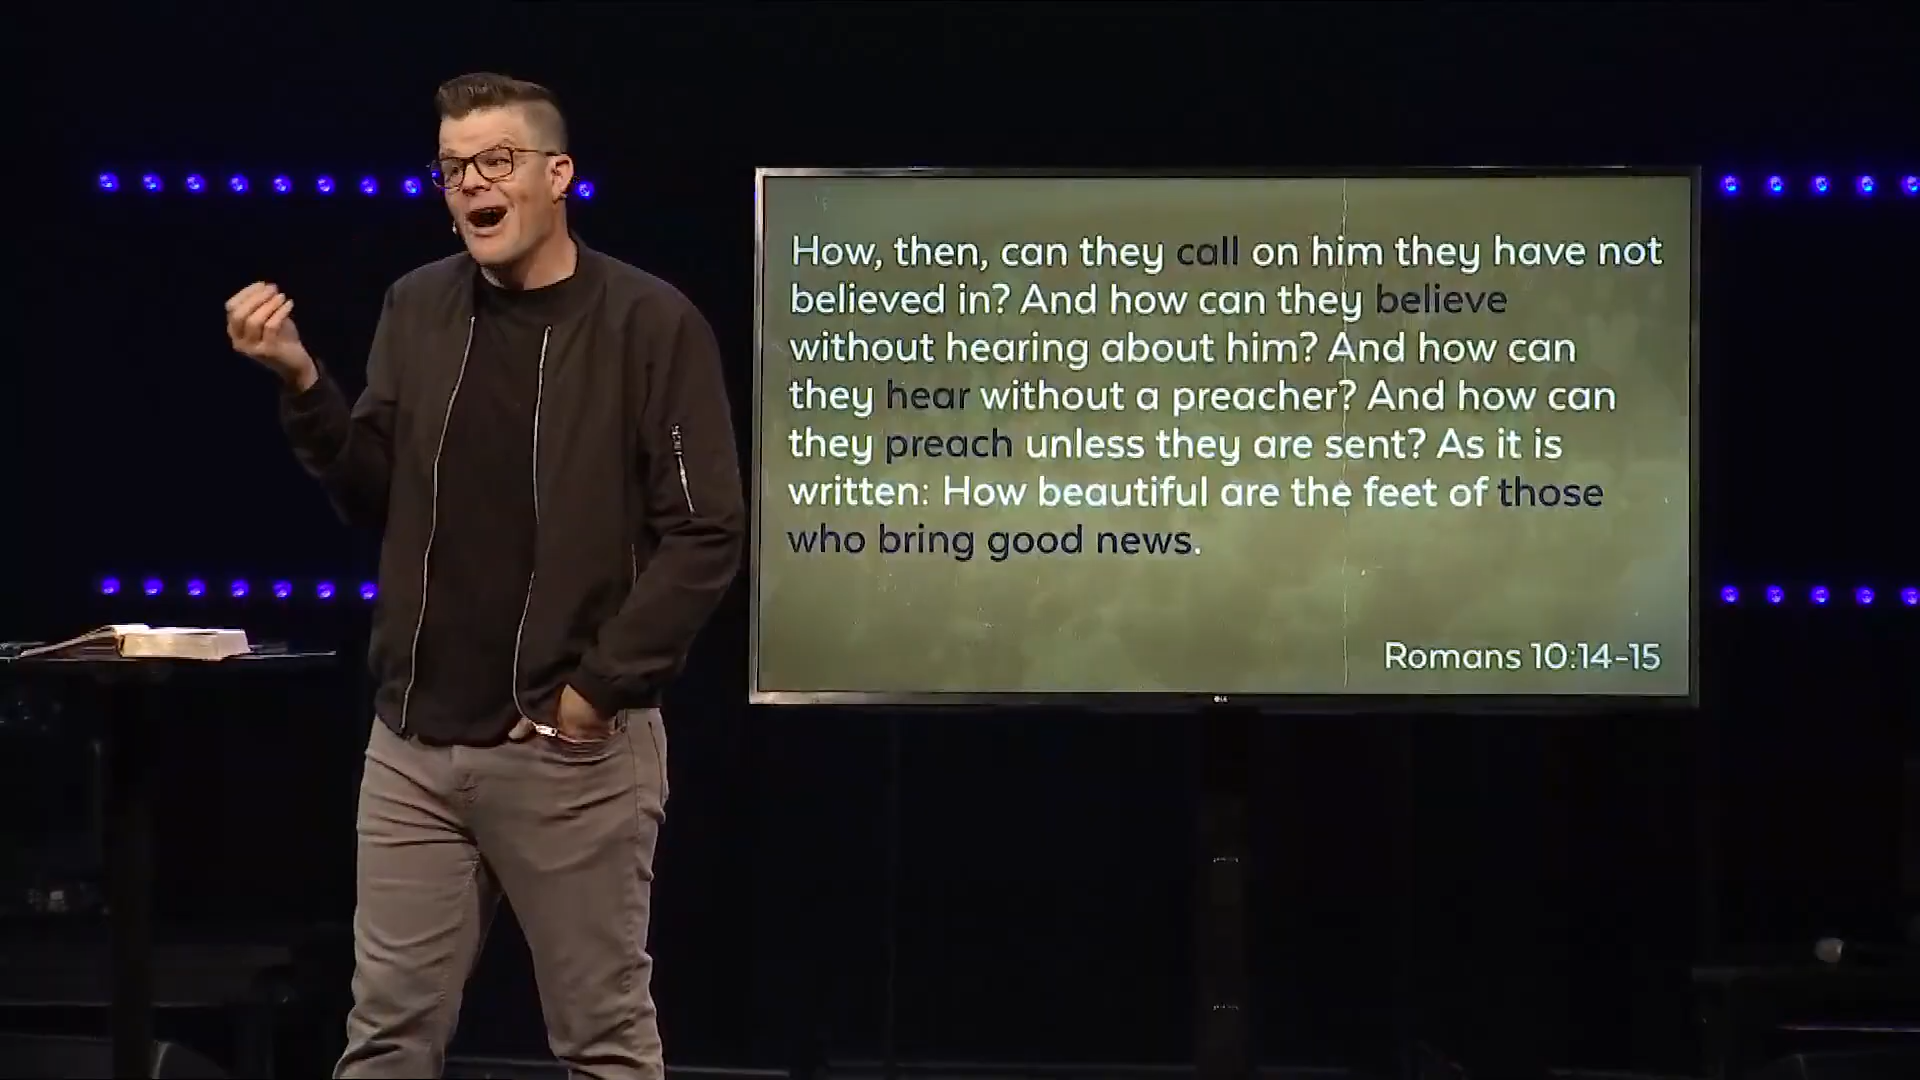 How, then, can they call on him they have not
believed in? And how can they believe
without hearing about him? And how can
they hear without a preacher? And how can
they preach unless they are sent? As it is
written: How beautiful are the feet of those
who bring good news.
Romans 10:14-15
LG